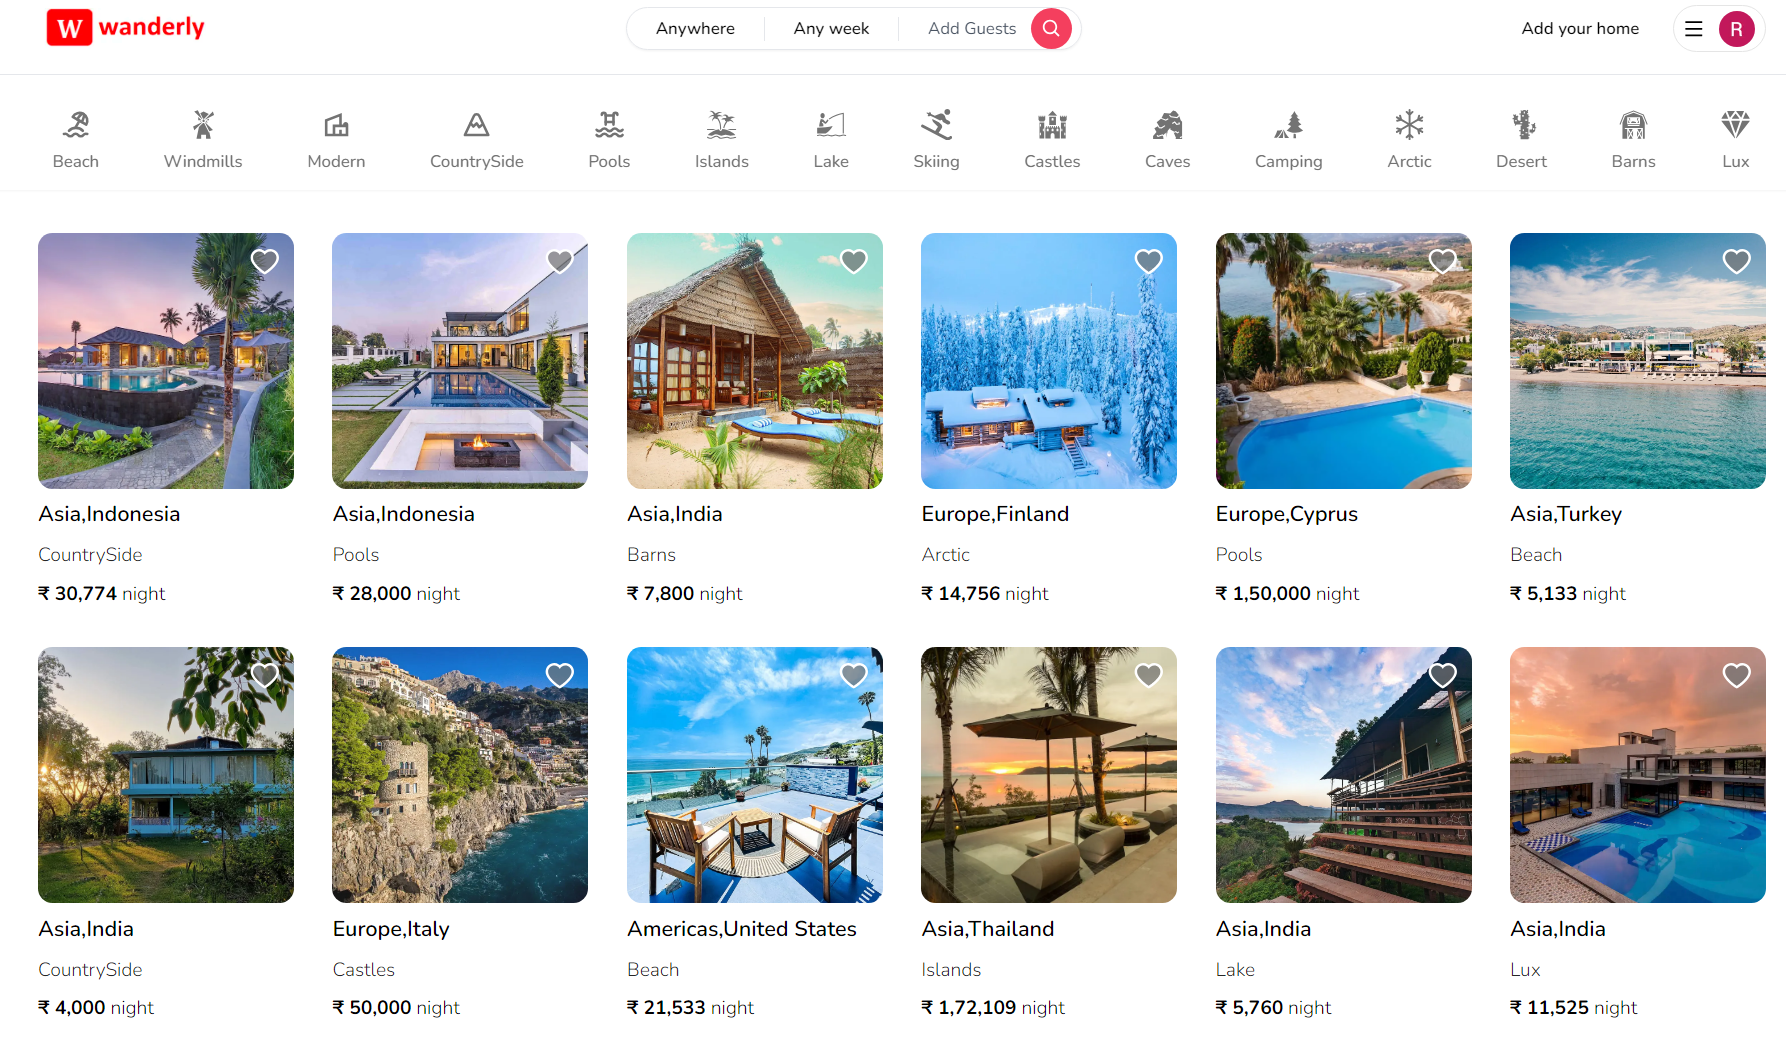 W wanderly
Anywhere Any week Add Guests
Add your home R
Beach Windmills Modern CountrySide Pools Islands Lake Skiing Castles Caves Camping Arctic Desert Barns Lux
Asia,Indonesia
CountrySide
₹ 30,774 night
Asia,Indonesia
Pools
₹ 28,000 night
Asia,India
Barns
₹ 7,800 night
Europe,Finland
Arctic
₹ 14,756 night
Europe,Cyprus
Pools
₹ 1,50,000 night
Asia,Turkey
Beach
₹ 5,133 night
Asia,India
CountrySide
₹ 4,000 night
Europe,Italy
Castles
₹ 50,000 night
Americas,United States
Beach
₹ 21,533 night
Asia,Thailand
Islands
₹ 1,72,109 night
Asia,India
Lake
₹ 5,760 night
Asia,India
Lux
₹ 11,525 night